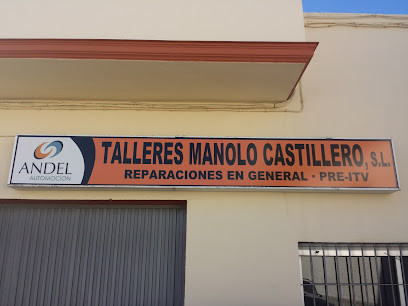 ANDEL
AUTOMOCIÓN
TALLERES MANOLO CASTILLERO, S.L.
REPARACIONES EN GENERAL · PRE-ITV